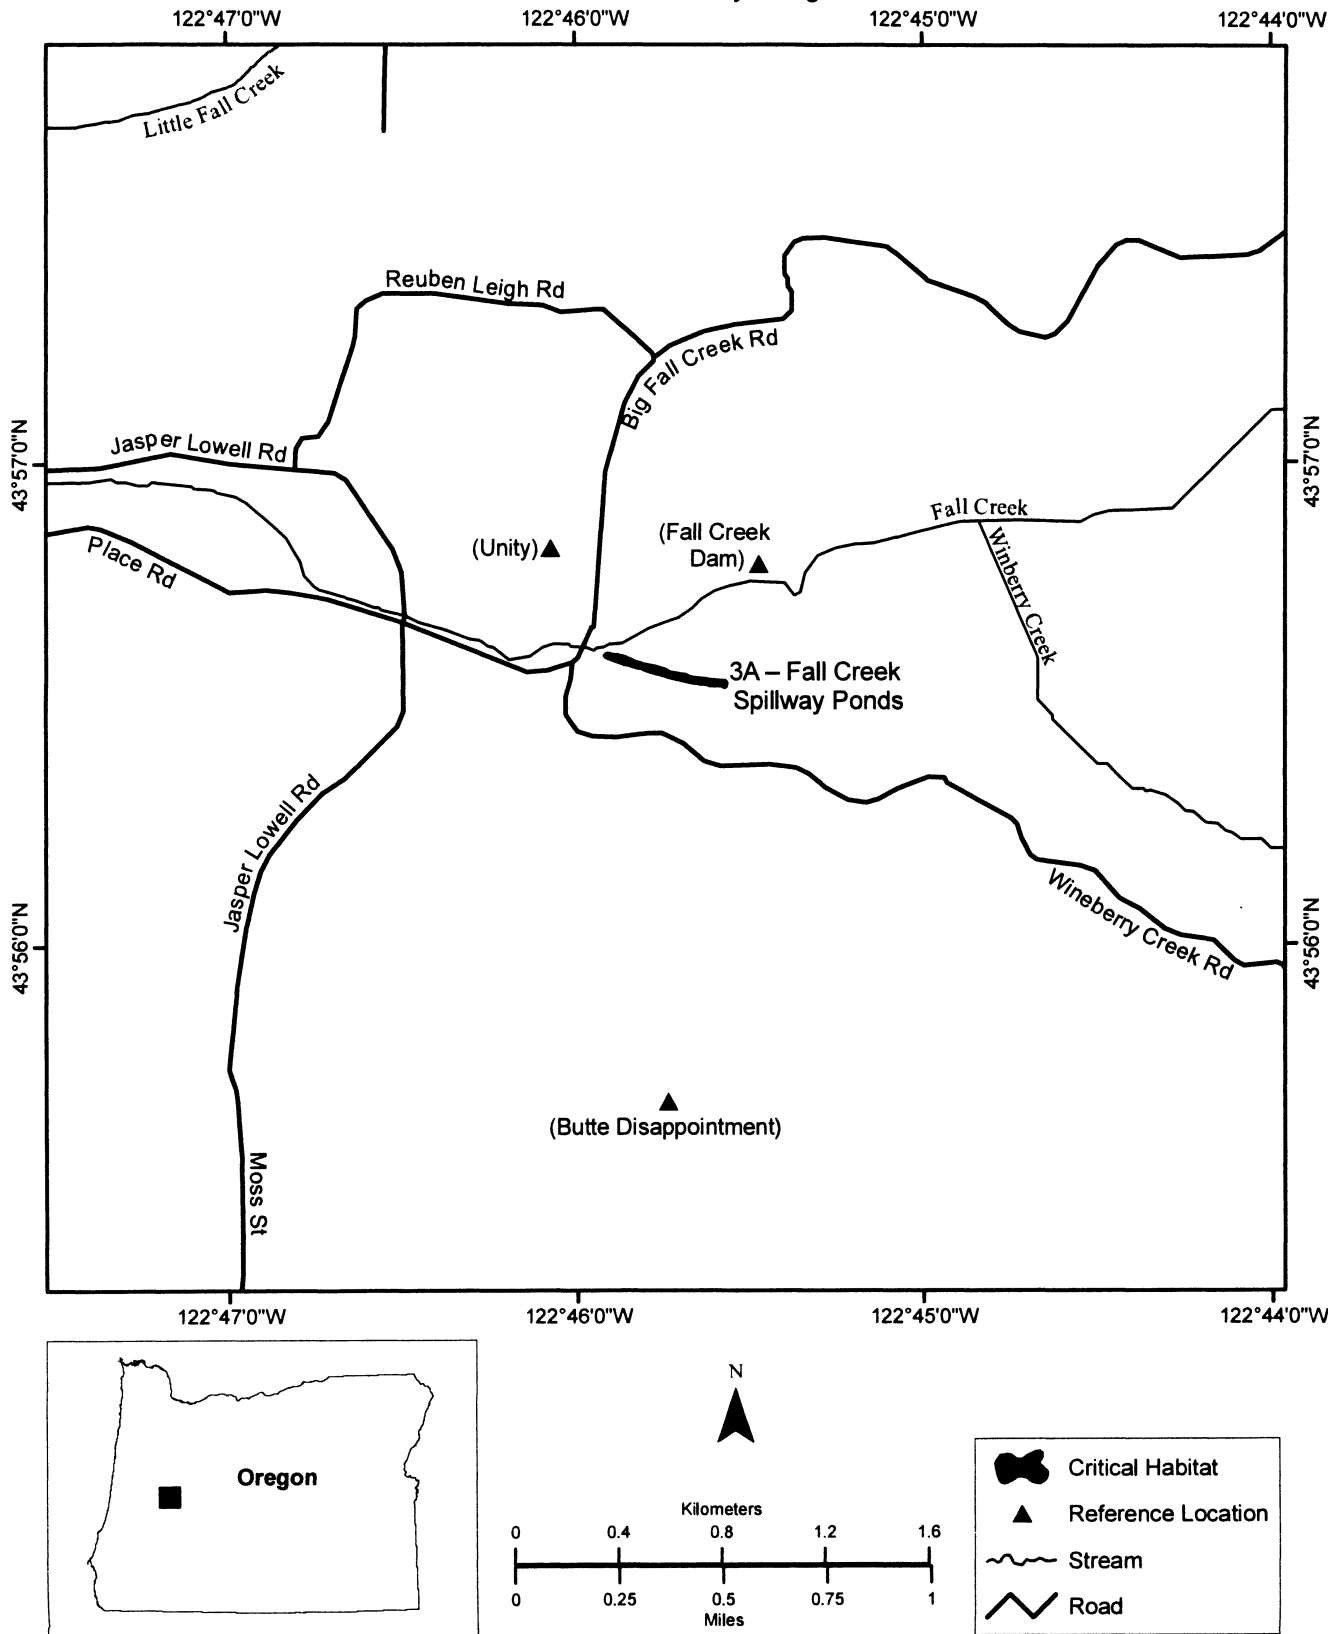 122°47'0"W
122°46'0"W
122°45'0"W
122°44'0"W
Little Fall Creek
Reuben Leigh Rd
Big Fall Creek Rd
Jasper Lowell Rd
43°57'0"N
43°57'0"N
Place Rd
(Unity)
(Fall Creek
Dam)
Fall Creek
Winberry Creek
3A – Fall Creek
Spillway Ponds
Jasper Lowell Rd
Wineberry Creek Rd
43°56'0"N
43°56'0"N
(Butte Disappointment)
Moss St
122°47'0"W
122°46'0"W
122°45'0"W
122°44'0"W
Oregon
N
Kilometers
0 0.4 0.8 1.2 1.6
0 0.25 0.5 0.75 1
Miles
Critical Habitat
Reference Location
Stream
Road